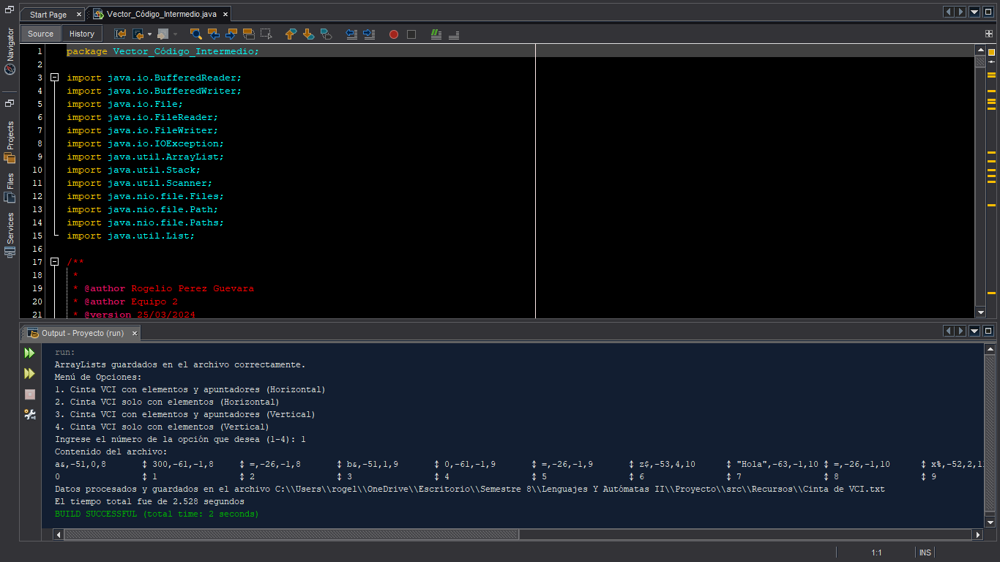 Start Page
Vector_Código_Intermedio.java
Source History
Navigator
Projects
Files
Services
1 package Vector_Código_Intermedio;
2
3 import java.io.BufferedReader;
4 import java.io.BufferedWriter;
5 import java.io.File;
6 import java.io.FileReader;
7 import java.io.FileWriter;
8 import java.io.IOException;
9 import java.util.ArrayList;
10 import java.util.Stack;
11 import java.util.Scanner;
12 import java.nio.file.Files;
13 import java.nio.file.Path;
14 import java.nio.file.Paths;
15 import java.util.List;
16
17 /**
18 *
19 * @author Rogelio Perez Guevara
20 * @author Equipo 2
21 * @version 25/03/2024
Output - Proyecto (run)
run:
ArrayLists guardados en el archivo correctamente.
Menú de Opciones:
1. Cinta VCI con elementos y apuntadores (Horizontal)
2. Cinta VCI solo con elementos (Horizontal)
3. Cinta VCI con elementos y apuntadores (Vertical)
4. Cinta VCI solo con elementos (Vertical)
Ingrese el número de la opción que desea (1-4): 1
Contenido del archivo:
a&,-51,0,8 ↕ 300,-61,-1,8 ↕ =,-26,-1,8 ↕ b&,-51,1,9 ↕ 0,-61,-1,9 ↕ =,-26,-1,9 ↕ z$,-53,4,10 ↕ "Hola",-63,-1,10 ↕ =,-26,-1,10 ↕ x%,-52,2,1
0 ↕ 1 ↕ 2 ↕ 3 ↕ 4 ↕ 5 ↕ 6 ↕ 7 ↕ 8 ↕ 9
Datos procesados y guardados en el archivo C:\\Users\\rogel\\OneDrive\\Escritorio\\Semestre 8\\Lenguajes Y Autómatas II\\Proyecto\\src\\Recursos\\Cinta de VCI.txt
El tiempo total fue de 2.528 segundos
BUILD SUCCESSFUL (total time: 2 seconds)
1:1 INS